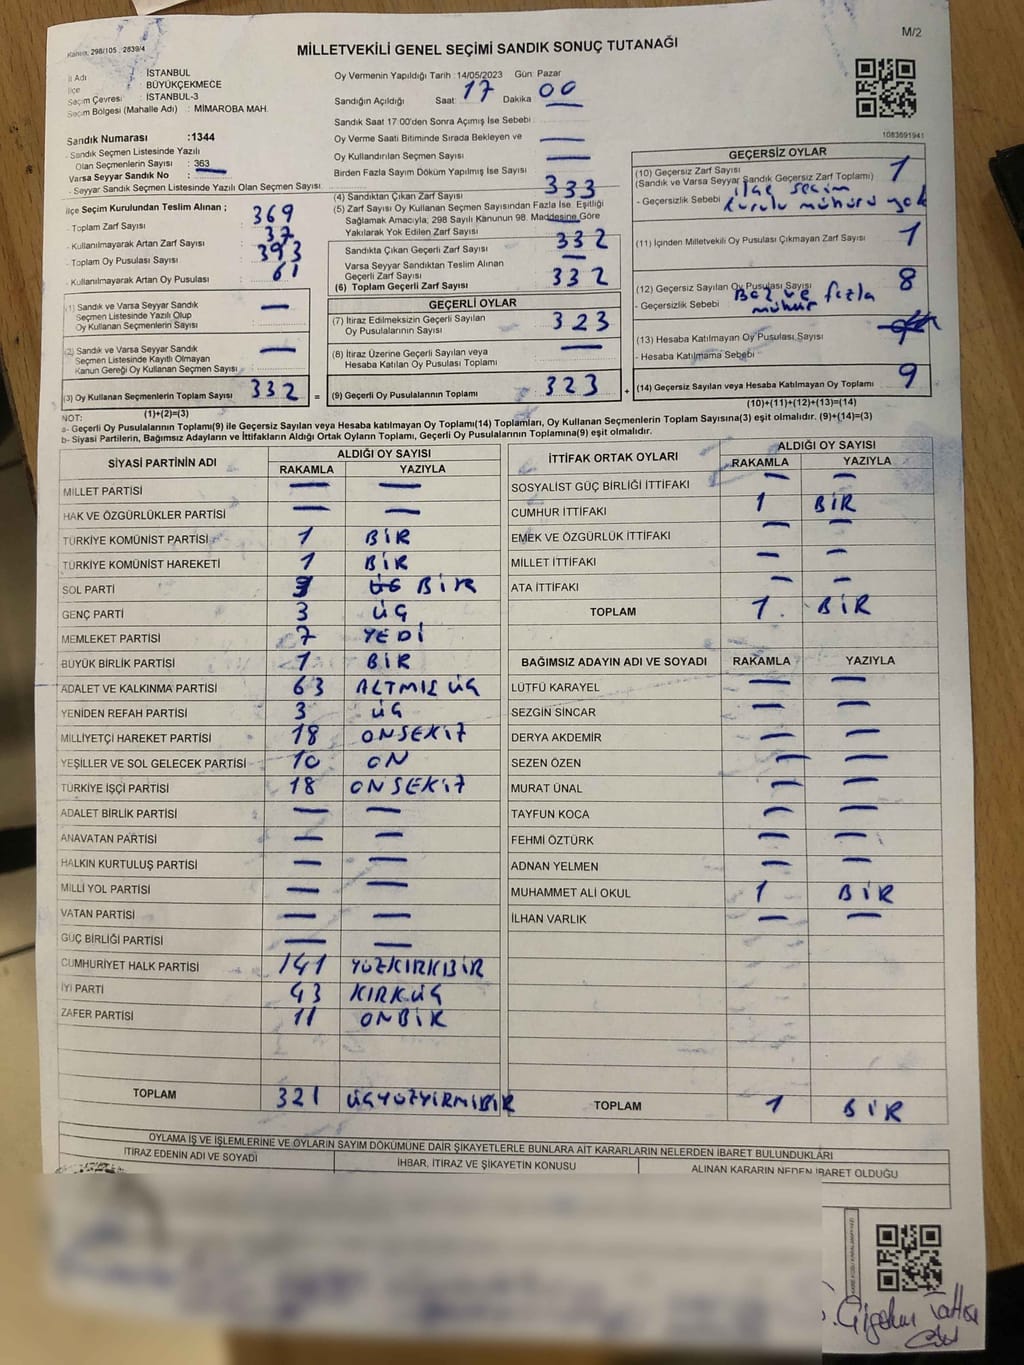 M/2
Kanun, 298/105 , 2839/4
MİLLETVEKİLİ GENEL SEÇİMİ SANDIK SONUÇ TUTANAĞI
İl Adı : İSTANBUL
İlçe : BÜYÜKÇEKMECE
Seçim Çevresi : İSTANBUL-3
Seçim Bölgesi (Mahalle Adı) : MİMAROBA MAH.
Sandık Numarası :1344
- Sandık Seçmen Listesinde Yazılı
Olan Seçmenlerin Sayısı : 363
Varsa Seyyar Sandık No : —
- Seyyar Sandık Seçmen Listesinde Yazılı Olan Seçmen Sayısı
İlçe Seçim Kurulundan Teslim Alınan ;
- Toplam Zarf Sayısı : 369
- Kullanılmayarak Artan Zarf Sayısı : 37
- Toplam Oy Pusulası Sayısı : 393
- Kullanılmayarak Artan Oy Pusulası : 61
(1) Sandık ve Varsa Seyyar Sandık —
Seçmen Listesinde Yazılı Olup
Oy Kullanan Seçmenlerin Sayısı
(2) Sandık ve Varsa Seyyar Sandık —
Seçmen Listesinde Kayıtlı Olmayan
Kanun Gereği Oy Kullanan Seçmen Sayısı
(3) Oy Kullanan Seçmenlerin Toplam Sayısı 332 =
Oy Vermenin Yapıldığı Tarih :14/05/2023 Gün: Pazar
Sandığın Açıldığı Saat: 17 Dakika 00
Sandık Saat 17.00'den Sonra Açımış İse Sebebi
Oy Verme Saati Bitiminde Sırada Bekleyen ve —
Oy Kullandırılan Seçmen Sayısı —
Birden Fazla Sayım Döküm Yapılmış İse Sayısı
(4) Sandıktan Çıkan Zarf Sayısı 333
(5) Zarf Sayısı Oy Kullanan Seçmen Sayısından Fazla İse, Eşitliği
Sağlamak Amacıyla; 298 Sayılı Kanunun 98. Maddesine Göre
Yakılarak Yok Edilen Zarf Sayısı —
Sandıkta Çıkan Geçerli Zarf Sayısı 332
Varsa Seyyar Sandıktan Teslim Alınan —
Geçerli Zarf Sayısı
(6) Toplam Geçerli Zarf Sayısı 332
GEÇERLİ OYLAR
(7) İtiraz Edilmeksizin Geçerli Sayılan
Oy Pusulalarının Sayısı 323
(8) İtiraz Üzerine Geçerli Sayılan veya —
Hesaba Katılan Oy Pusulası Toplamı
(9) Geçerli Oy Pusulalarının Toplamı 323 +
1083691941
GEÇERSİZ OYLAR
(10) Geçersiz Zarf Sayısı 1
(Sandık ve Varsa Seyyar Sandık Geçersiz Zarf Toplamı)
- Geçersizlik Sebebi ilçe seçim
kurulu mühürü yok
(11) İçinden Milletvekili Oy Pusulası Çıkmayan Zarf Sayısı 1
(12) Geçersiz Sayılan Oy Pusulası Sayısı 8
- Geçersizlik Sebebi Boş ve fazla
mühür
(13) Hesaba Katılmayan Oy Pusulası Sayısı
- Hesaba Katılmama Sebebi
(14) Geçersiz Sayılan veya Hesaba Katılmayan Oy Toplamı 9
NOT: (1)+(2)=(3) (10)+(11)+(12)+(13)=(14)
a- Geçerli Oy Pusulalarının Toplamı(9) ile Geçersiz Sayılan veya Hesaba katılmayan Oy Toplamı(14) Toplamları, Oy Kullanan Seçmenlerin Toplam Sayısına(3) eşit olmalıdır. (9)+(14)=(3)
b- Siyasi Partilerin, Bağımsız Adayların ve İttifakların Aldığı Ortak Oyların Toplamı, Geçerli Oy Pusulalarının Toplamına(9) eşit olmalıdır.
SİYASİ PARTİNİN ADI ALDIĞI OY SAYISI
RAKAMLA YAZIYLA
MİLLET PARTİSİ — —
HAK VE ÖZGÜRLÜKLER PARTİSİ — —
TÜRKİYE KOMÜNİST PARTİSİ 1 BİR
TÜRKİYE KOMÜNİST HAREKETİ 1 BİR
SOL PARTİ BİR
GENÇ PARTİ 3 ÜÇ
MEMLEKET PARTİSİ 7 YEDİ
BÜYÜK BİRLİK PARTİSİ 1 BİR
ADALET VE KALKINMA PARTİSİ 63 ALTMIŞ ÜÇ
YENİDEN REFAH PARTİSİ 3 ÜÇ
MİLLİYETÇİ HAREKET PARTİSİ 18 ONSEKİZ
YEŞİLLER VE SOL GELECEK PARTİSİ 10 ON
TÜRKİYE İŞÇİ PARTİSİ 18 ONSEKİZ
ADALET BİRLİK PARTİSİ — —
ANAVATAN PARTİSİ — —
HALKIN KURTULUŞ PARTİSİ — —
MİLLİ YOL PARTİSİ — —
VATAN PARTİSİ — —
GÜÇ BİRLİĞİ PARTİSİ — —
CUMHURİYET HALK PARTİSİ 141 YÜZKIRKBİR
İYİ PARTİ 43 KIRKÜÇ
ZAFER PARTİSİ 11 ONBİR
TOPLAM 321 ÜÇYÜZYİRMİBİR
İTTİFAK ORTAK OYLARI ALDIĞI OY SAYISI
RAKAMLA YAZIYLA
SOSYALİST GÜÇ BİRLİĞİ İTTİFAKI — —
CUMHUR İTTİFAKI 1 BİR
EMEK VE ÖZGÜRLÜK İTTİFAKI — —
MİLLET İTTİFAKI — —
ATA İTTİFAKI — —
TOPLAM 1 BİR
BAĞIMSIZ ADAYIN ADI VE SOYADI RAKAMLA YAZIYLA
LÜTFÜ KARAYEL — —
SEZGİN SİNCAR — —
DERYA AKDEMİR — —
SEZEN ÖZEN — —
MURAT ÜNAL — —
TAYFUN KOCA — —
FEHMİ ÖZTÜRK — —
ADNAN YELMEN — —
MUHAMMET ALİ OKUL 1 BİR
İLHAN VARLIK — —
TOPLAM 1 BİR
OYLAMA İŞ VE İŞLEMLERİNE VE OYLARIN SAYIM DÖKÜMÜNE DAİR ŞİKAYETLERLE BUNLARA AİT KARARLARIN NELERDEN İBARET BULUNDUKLARI
İTİRAZ EDENİN ADI VE SOYADI İHBAR, İTİRAZ VE ŞİKAYETİN KONUSU ALINAN KARARIN NEDEN İBARET OLDUĞU